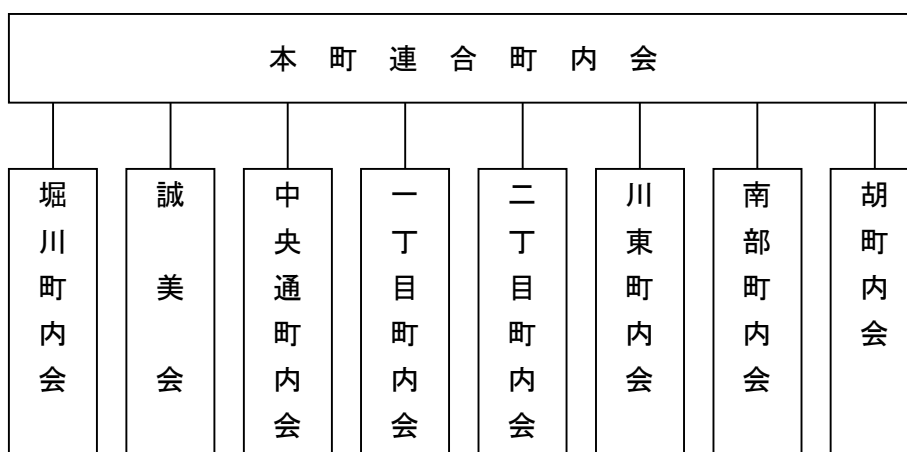 本町連合町内会
堀川町内会
誠美会
中央通町内会
一丁目町内会
二丁目町内会
川東町内会
南部町内会
胡町内会